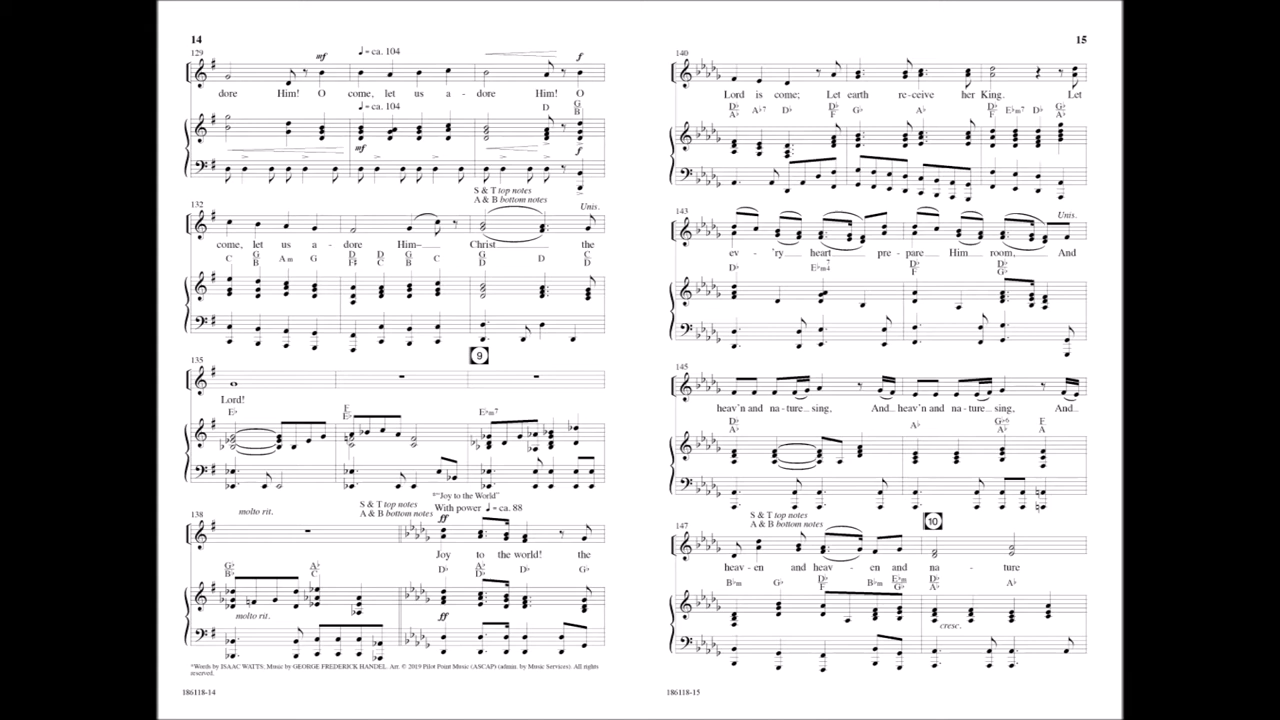 14
129
mf
♩ = ca. 104
f
dore Him! O come, let us a - dore Him! O
♩ = ca. 104
D G/B
mf
f
S & T top notes
A & B bottom notes
132
Unis.
come, let us a - dore Him— Christ the
C G/B Am G D/F♯ G/B C G/D D C/D
135
9
Lord!
E♭ F/E♭ E♭m7
*“Joy to the World”
138
molto rit.
S & T top notes
A & B bottom notes
With power ♩ = ca. 88
ff
Joy to the world! the
G♭/B♭ A♭/C D♭ A♭/D♭ D♭ D♭
molto rit.
ff
*Words by ISAAC WATTS; Music by GEORGE FREDERICK HANDEL. Arr. © 2019 Pilot Point Music (ASCAP) (admin. by Music Services). All rights
reserved.
186118-14
15
140
Lord is come; Let earth re-ceive her King. Let
D♭/A♭ A♭7 D♭ D♭/F G♭ A♭ D♭/F E♭m7 D♭ G♭/A♭
143
Unis.
ev - 'ry heart pre - pare Him room, And
D♭ D♭/F D♭/G♭
145
heav'n and na - ture sing, And heav'n and na - ture sing, And
D♭/A♭ A♭ E/A
147
S & T top notes
A & B bottom notes
10
heav - en and heav - en and na - ture
B♭m G♭ D♭/F B♭m E♭m/G♭ D♭/A♭ A♭
cresc.
186118-15